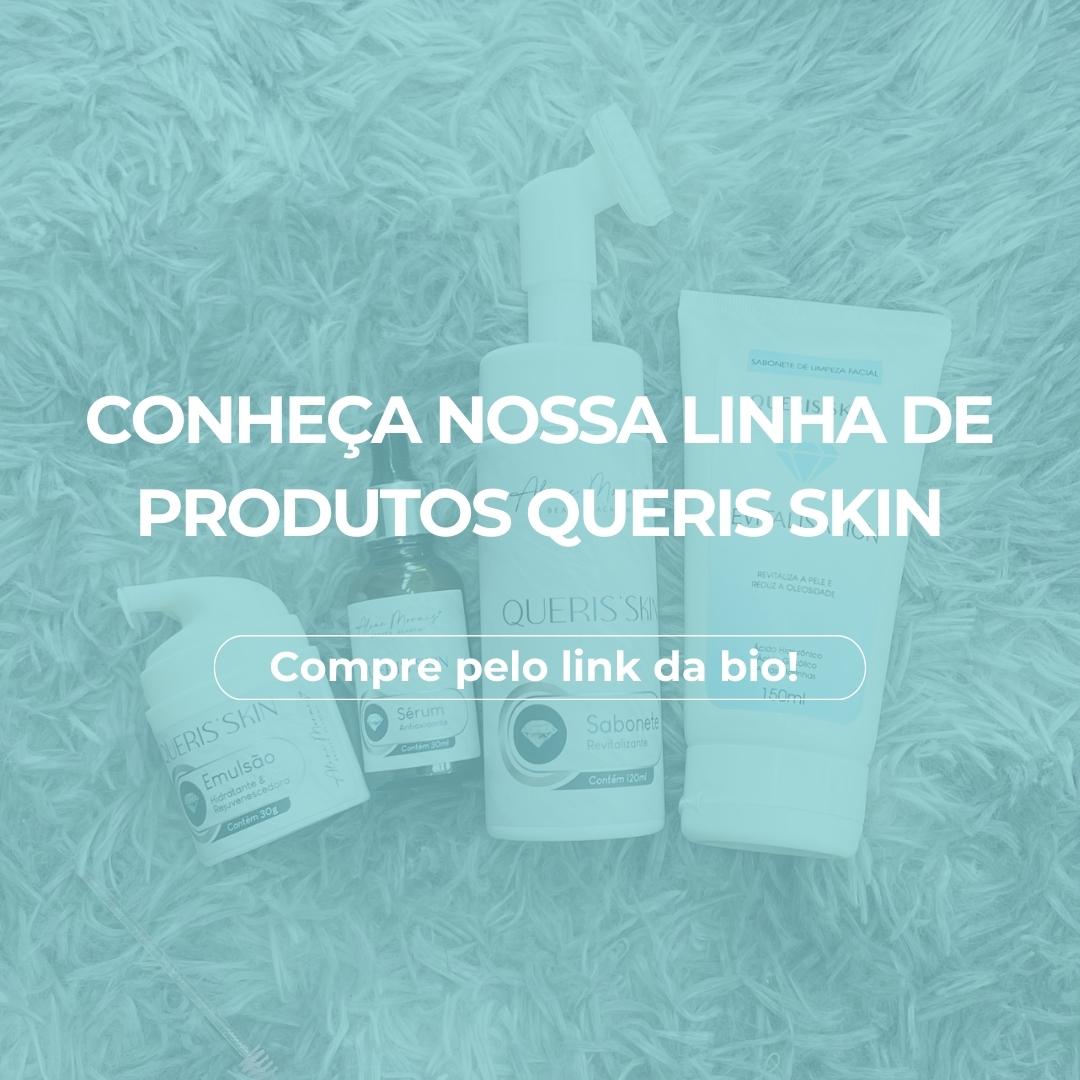 CONHEÇA NOSSA LINHA DE
PRODUTOS QUERIS SKIN
Compre pelo link da bio!
SABONETE DE LIMPEZA FACIAL
REVITALIZA A PELE E
REDUZ A OLEOSIDADE
150ml
QUERIS'SKIN
Sabonete
Revitalizante
Contém 120ml
Sérum
Antioxidante
Contém 30ml
QUERIS'SKIN
Emulsão
Hidratante &
Rejuvenescedora
Contém 30g